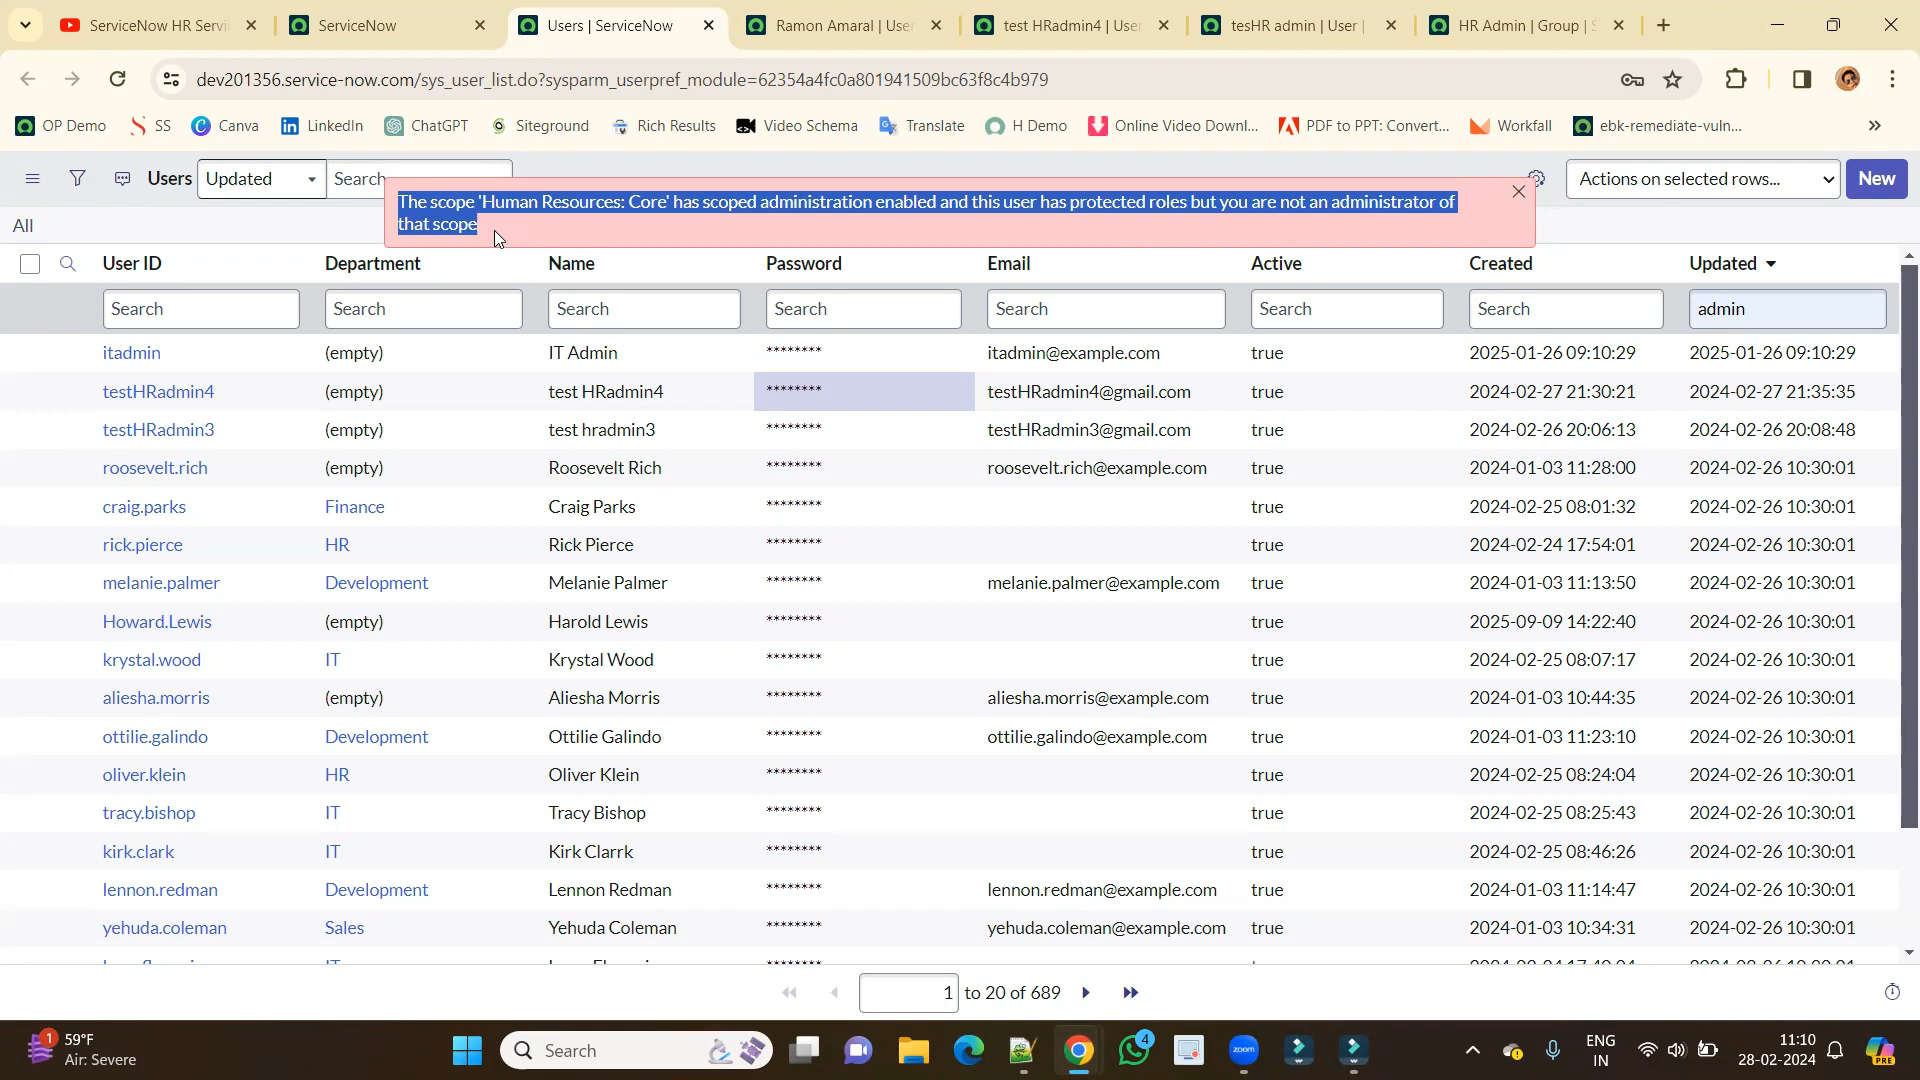 ServiceNow HR Servi
ServiceNow
Users | ServiceNow
Ramon Amaral | User
test HRadmin4 | User
tesHR admin | User |
HR Admin | Group | S
dev201356.service-now.com/sys_user_list.do?sysparm_userpref_module=62354a4fc0a801941509bc63f8c4b979
OP Demo
SS
Canva
LinkedIn
ChatGPT
Siteground
Rich Results
Video Schema
Translate
H Demo
Online Video Downl...
PDF to PPT: Convert...
Workfall
ebk-remediate-vuln...
Users
Updated
Search
Actions on selected rows...
New
The scope 'Human Resources: Core' has scoped administration enabled and this user has protected roles but you are not an administrator of
that scope
All
User ID Department Name Password Email Active Created Updated
Search Search Search Search Search Search Search admin
itadmin (empty) IT Admin ******** itadmin@example.com true 2025-01-26 09:10:29 2025-01-26 09:10:29
testHRadmin4 (empty) test HRadmin4 ******** testHRadmin4@gmail.com true 2024-02-27 21:30:21 2024-02-27 21:35:35
testHRadmin3 (empty) test hradmin3 ******** testHRadmin3@gmail.com true 2024-02-26 20:06:13 2024-02-26 20:08:48
roosevelt.rich (empty) Roosevelt Rich ******** roosevelt.rich@example.com true 2024-01-03 11:28:00 2024-02-26 10:30:01
craig.parks Finance Craig Parks ******** true 2024-02-25 08:01:32 2024-02-26 10:30:01
rick.pierce HR Rick Pierce ******** true 2024-02-24 17:54:01 2024-02-26 10:30:01
melanie.palmer Development Melanie Palmer ******** melanie.palmer@example.com true 2024-01-03 11:13:50 2024-02-26 10:30:01
Howard.Lewis (empty) Harold Lewis ******** true 2025-09-09 14:22:40 2024-02-26 10:30:01
krystal.wood IT Krystal Wood ******** true 2024-02-25 08:07:17 2024-02-26 10:30:01
aliesha.morris (empty) Aliesha Morris ******** aliesha.morris@example.com true 2024-01-03 10:44:35 2024-02-26 10:30:01
ottilie.galindo Development Ottilie Galindo ******** ottilie.galindo@example.com true 2024-01-03 11:23:10 2024-02-26 10:30:01
oliver.klein HR Oliver Klein ******** true 2024-02-25 08:24:04 2024-02-26 10:30:01
tracy.bishop IT Tracy Bishop ******** true 2024-02-25 08:25:43 2024-02-26 10:30:01
kirk.clark IT Kirk Clarrk ******** true 2024-02-25 08:46:26 2024-02-26 10:30:01
lennon.redman Development Lennon Redman ******** lennon.redman@example.com true 2024-01-03 11:14:47 2024-02-26 10:30:01
yehuda.coleman Sales Yehuda Coleman ******** yehuda.coleman@example.com true 2024-01-03 10:34:31 2024-02-26 10:30:01
1 to 20 of 689
1
59°F
Air: Severe
Search
4
zoom
ENG
IN
11:10
28-02-2024
PRE